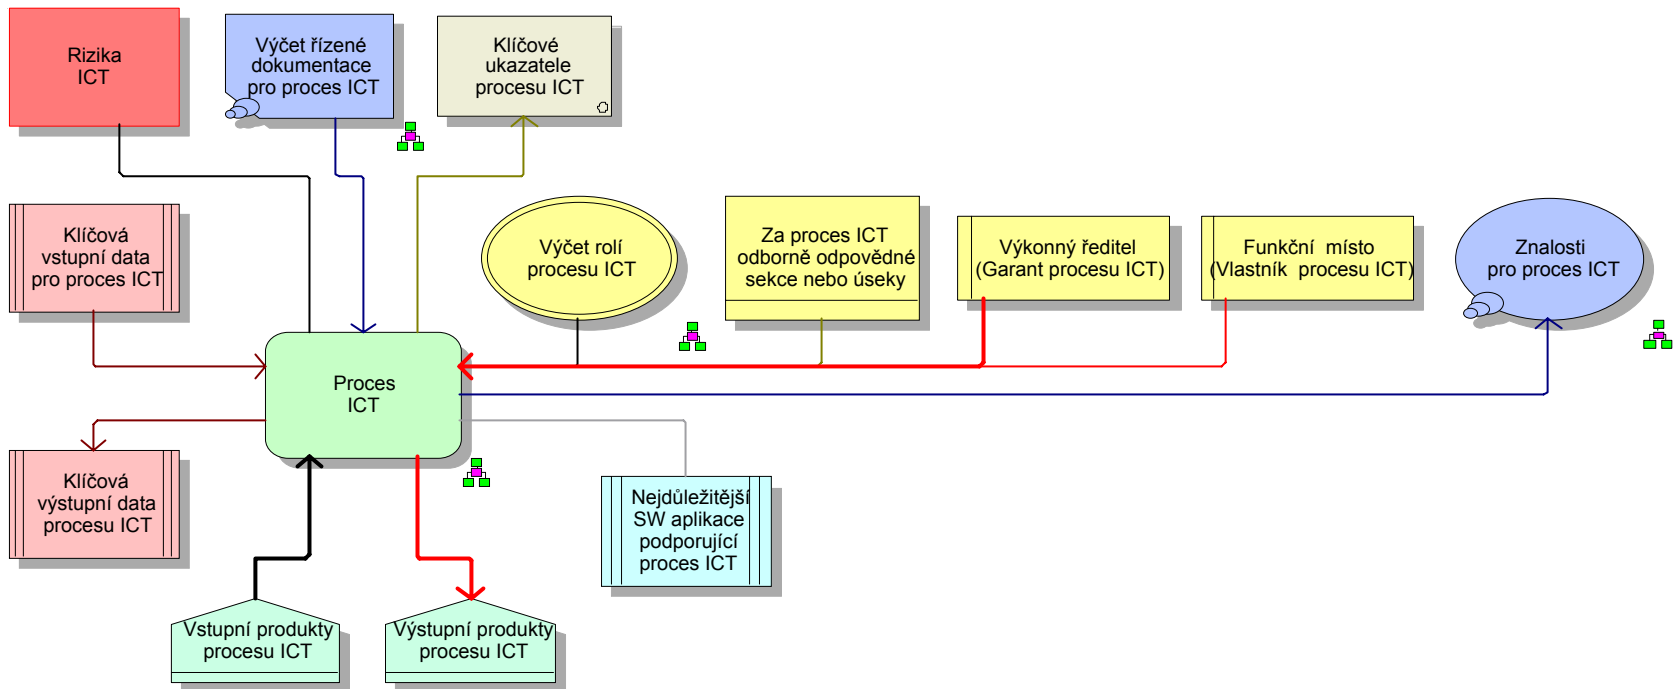 Rizika
ICT
Výčet řízené
dokumentace
pro proces ICT
Klíčové
ukazatele
procesu ICT
Klíčová
vstupní data
pro proces ICT
Výčet rolí
procesu ICT
Za proces ICT
odborně odpovědné
sekce nebo úseky
Výkonný ředitel
(Garant procesu ICT)
Funkční místo
(Vlastník procesu ICT)
Znalosti
pro proces ICT
Proces
ICT
Klíčová
výstupní data
procesu ICT
Nejdůležitější
SW aplikace
podporující
proces ICT
Vstupní produkty
procesu ICT
Výstupní produkty
procesu ICT